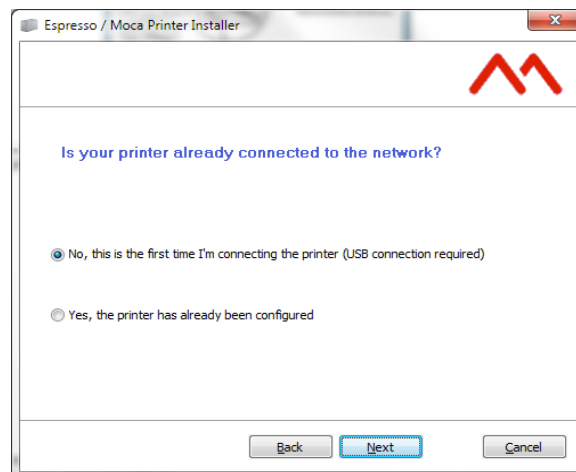 Espresso / Moca Printer Installer
Is your printer already connected to the network?
No, this is the first time I'm connecting the printer (USB connection required)
Yes, the printer has already been configured
Back Next Cancel